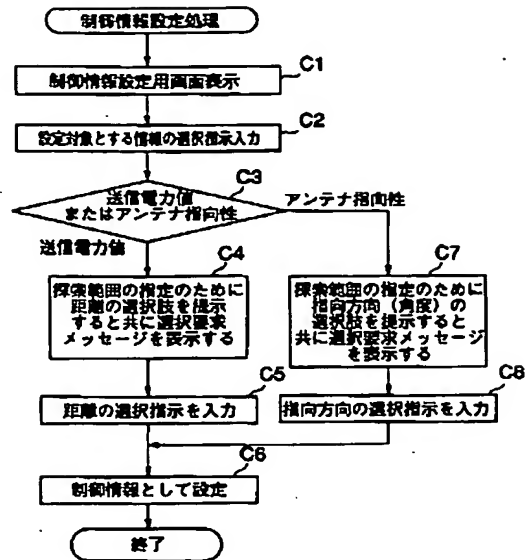 制御情報設定処理
C1
制御情報設定用画面表示
C2
設定対象とする情報の選択指示入力
C3
送信電力値
またはアンテナ指向性
アンテナ指向性
送信電力値
C4
探索範囲の指定のために
距離の選択肢を提示
すると共に選択要求
メッセージを表示する
C7
探索範囲の指定のために
指向方向（角度）の
選択肢を提示すると
共に選択要求メッセージ
を表示する
C5
距離の選択指示を入力
C8
指向方向の選択指示を入力
C6
制御情報として設定
終了